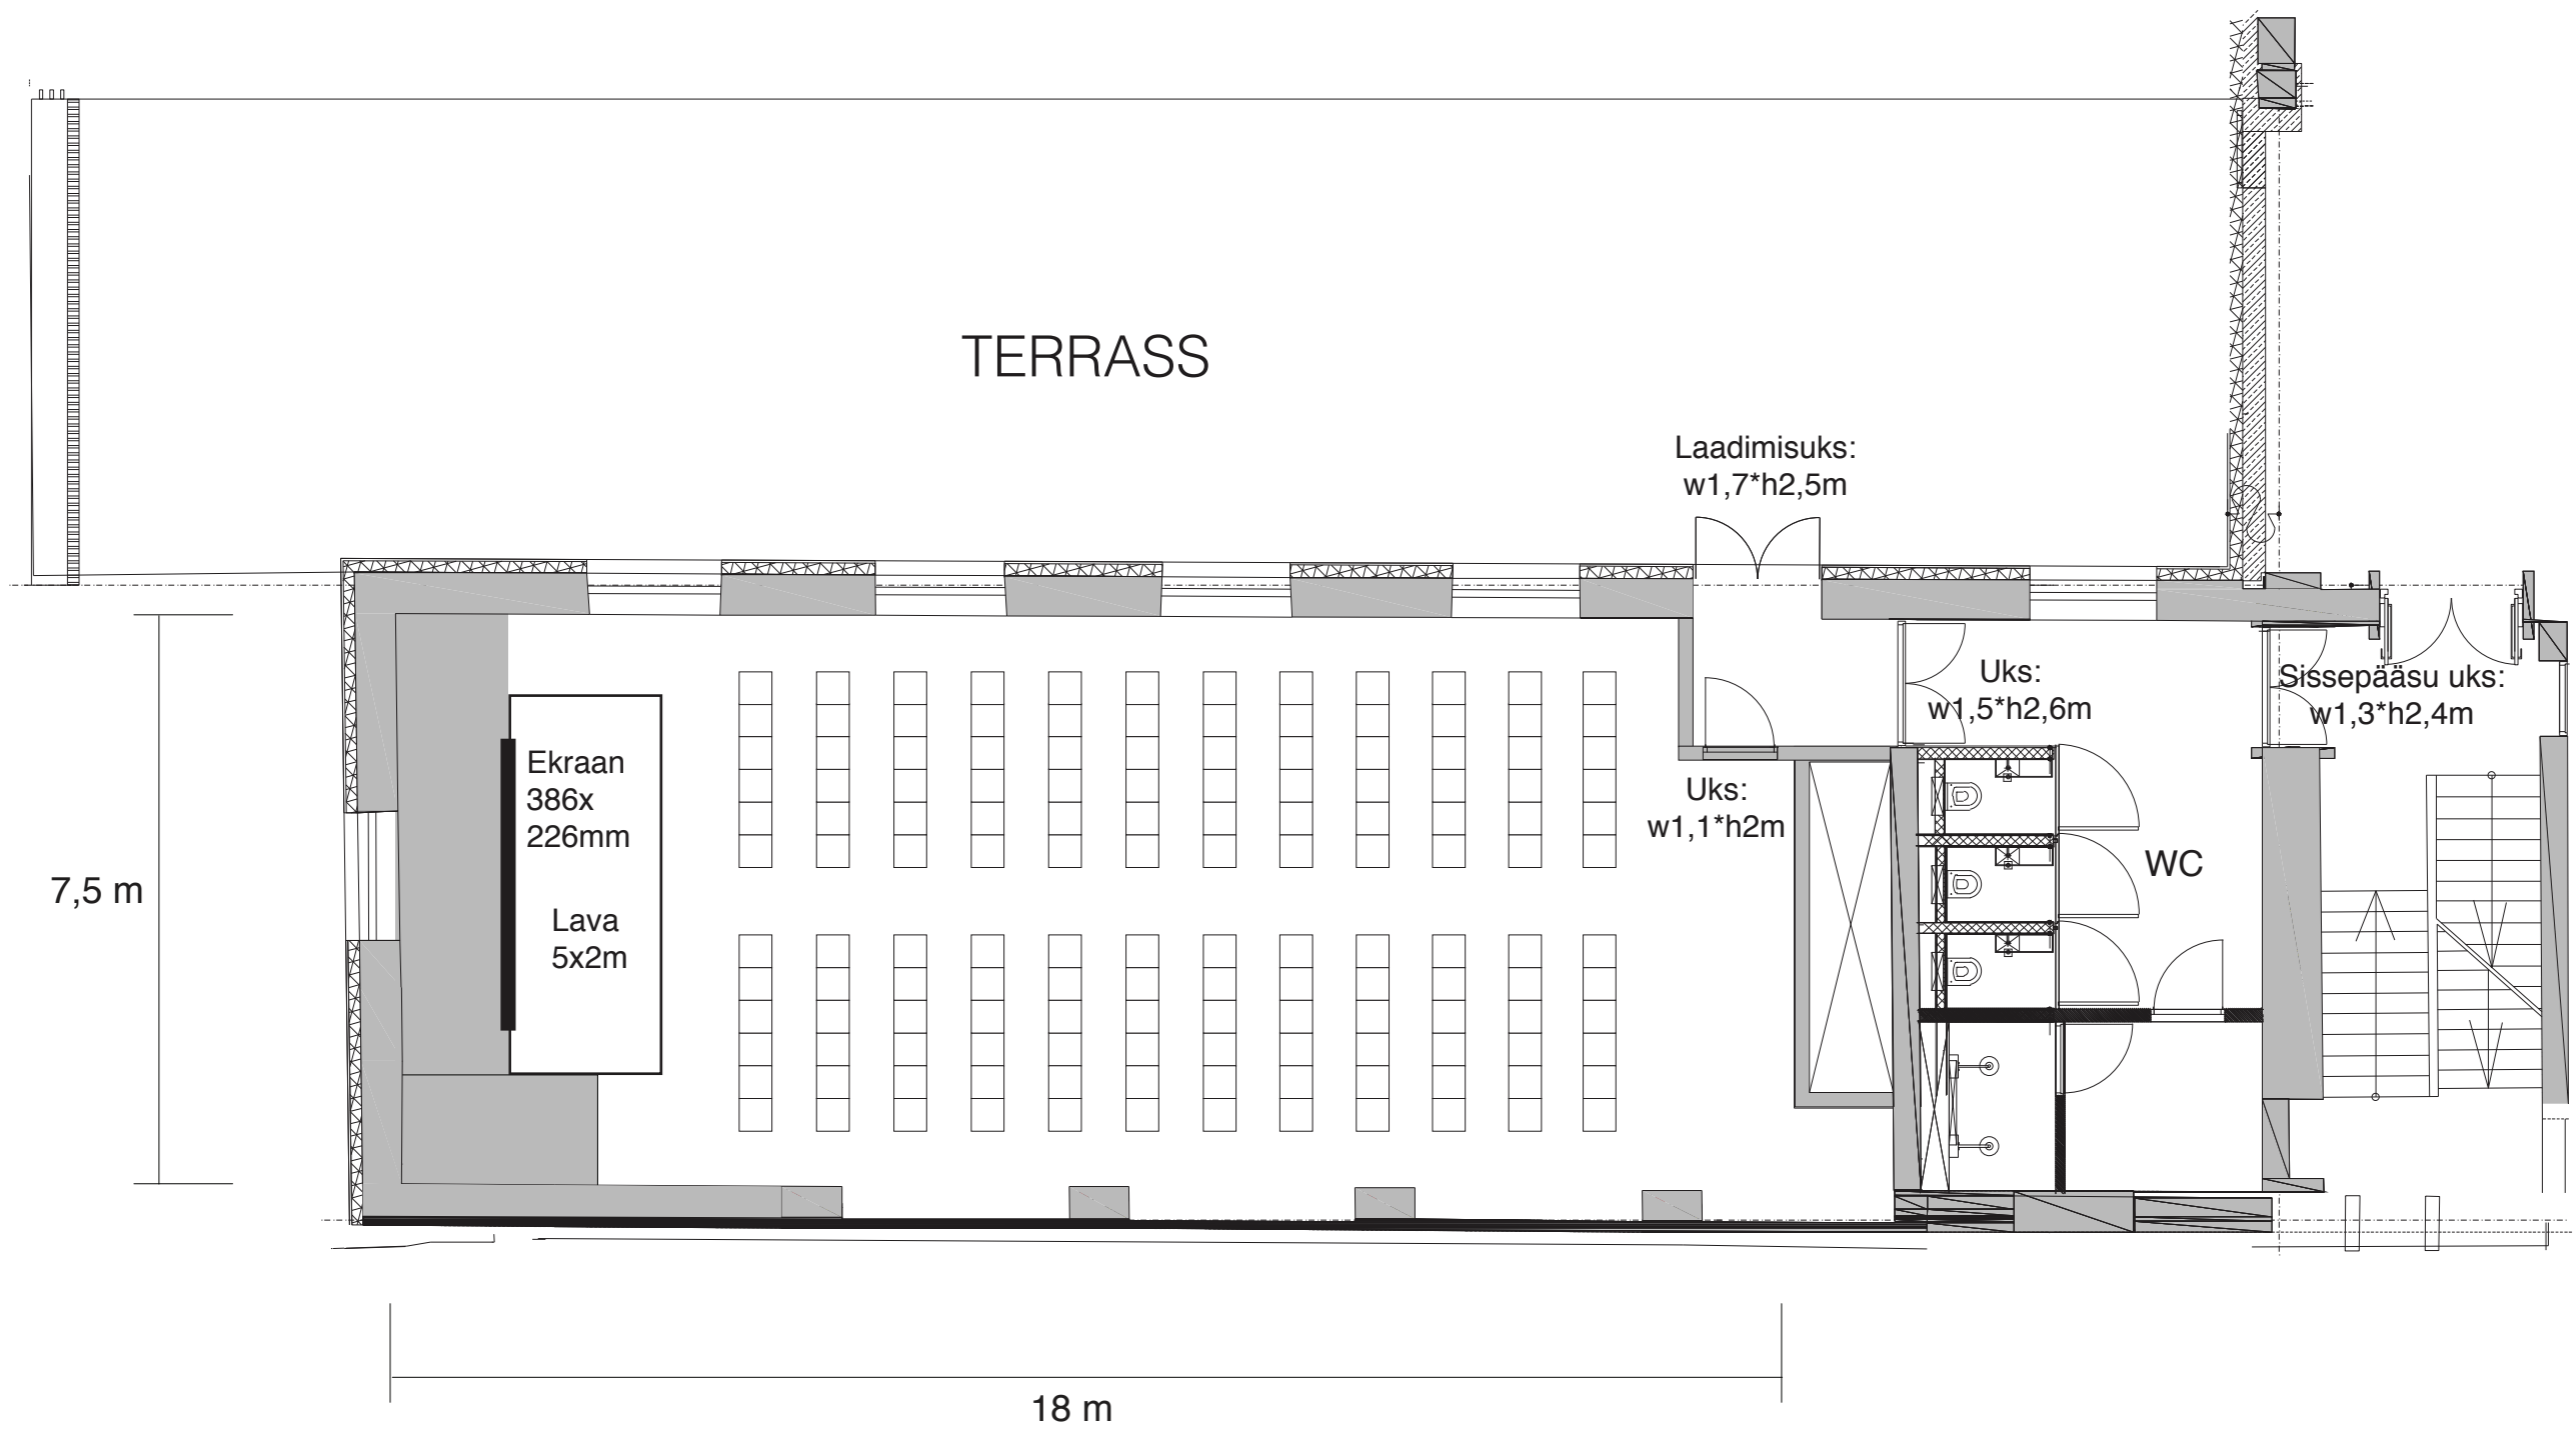 TERRASS
Laadimisuks:
w1,7*h2,5m
Uks:
w1,5*h2,6m
Sissepääsu uks:
w1,3*h2,4m
Ekraan
386x
226mm
Uks:
w1,1*h2m
WC
7,5 m
Lava
5x2m
18 m